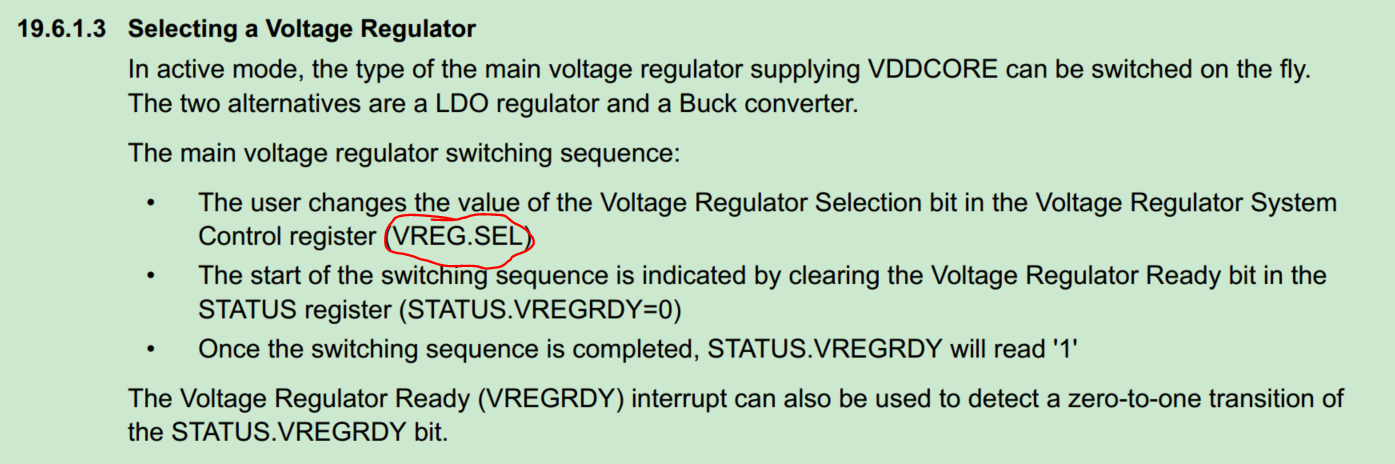 19.6.1.3 Selecting a Voltage Regulator
In active mode, the type of the main voltage regulator supplying VDDCORE can be switched on the fly.
The two alternatives are a LDO regulator and a Buck converter.
The main voltage regulator switching sequence:
• The user changes the value of the Voltage Regulator Selection bit in the Voltage Regulator System
Control register (VREG.SEL)
• The start of the switching sequence is indicated by clearing the Voltage Regulator Ready bit in the
STATUS register (STATUS.VREGRDY=0)
• Once the switching sequence is completed, STATUS.VREGRDY will read '1'
The Voltage Regulator Ready (VREGRDY) interrupt can also be used to detect a zero-to-one transition of
the STATUS.VREGRDY bit.